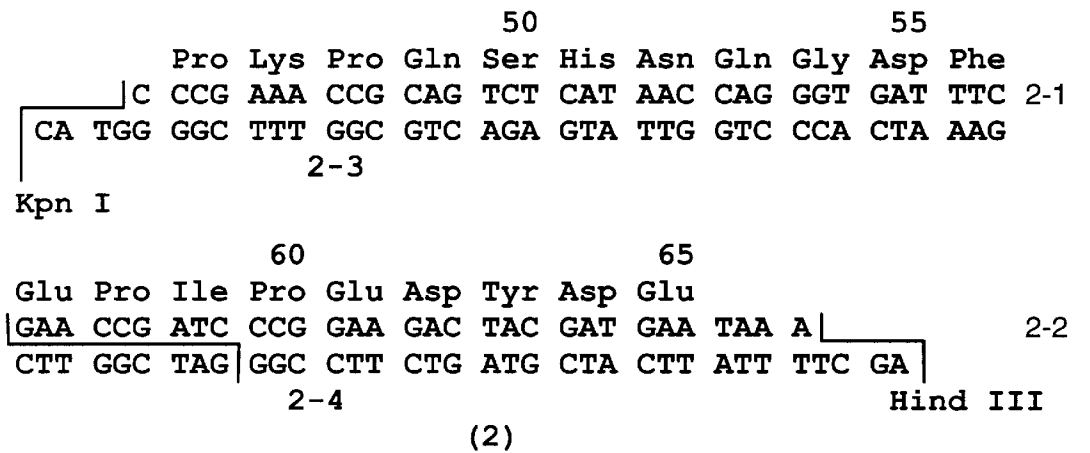 50 55
Pro Lys Pro Gln Ser His Asn Gln Gly Asp Phe
C CCG AAA CCG CAG TCT CAT AAC CAG GGT GAT TTC 2-1
CA TGG GGC TTT GGC GTC AGA GTA TTG GTC CCA CTA AAG
2-3
Kpn I
60 65
Glu Pro Ile Pro Glu Asp Tyr Asp Glu
GAA CCG ATC CCG GAA GAC TAC GAT GAA TAA A 2-2
CTT GGC TAG GGC CTT CTG ATG CTA CTT ATT TTC GA
2-4
Hind III
(2)